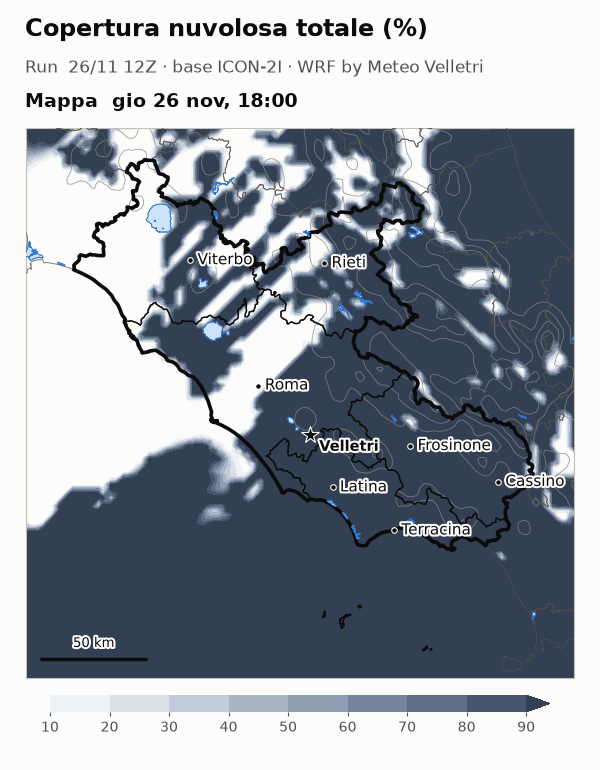 Copertura nuvolosa totale (%)
Run  26/11 12Z · base ICON-2I · WRF by Meteo Velletri
Mappa  gio 26 nov, 18:00
Viterbo
Rieti
Roma
Velletri
Frosinone
Cassino
Latina
Terracina
50 km
10 20 30 40 50 60 70 80 90